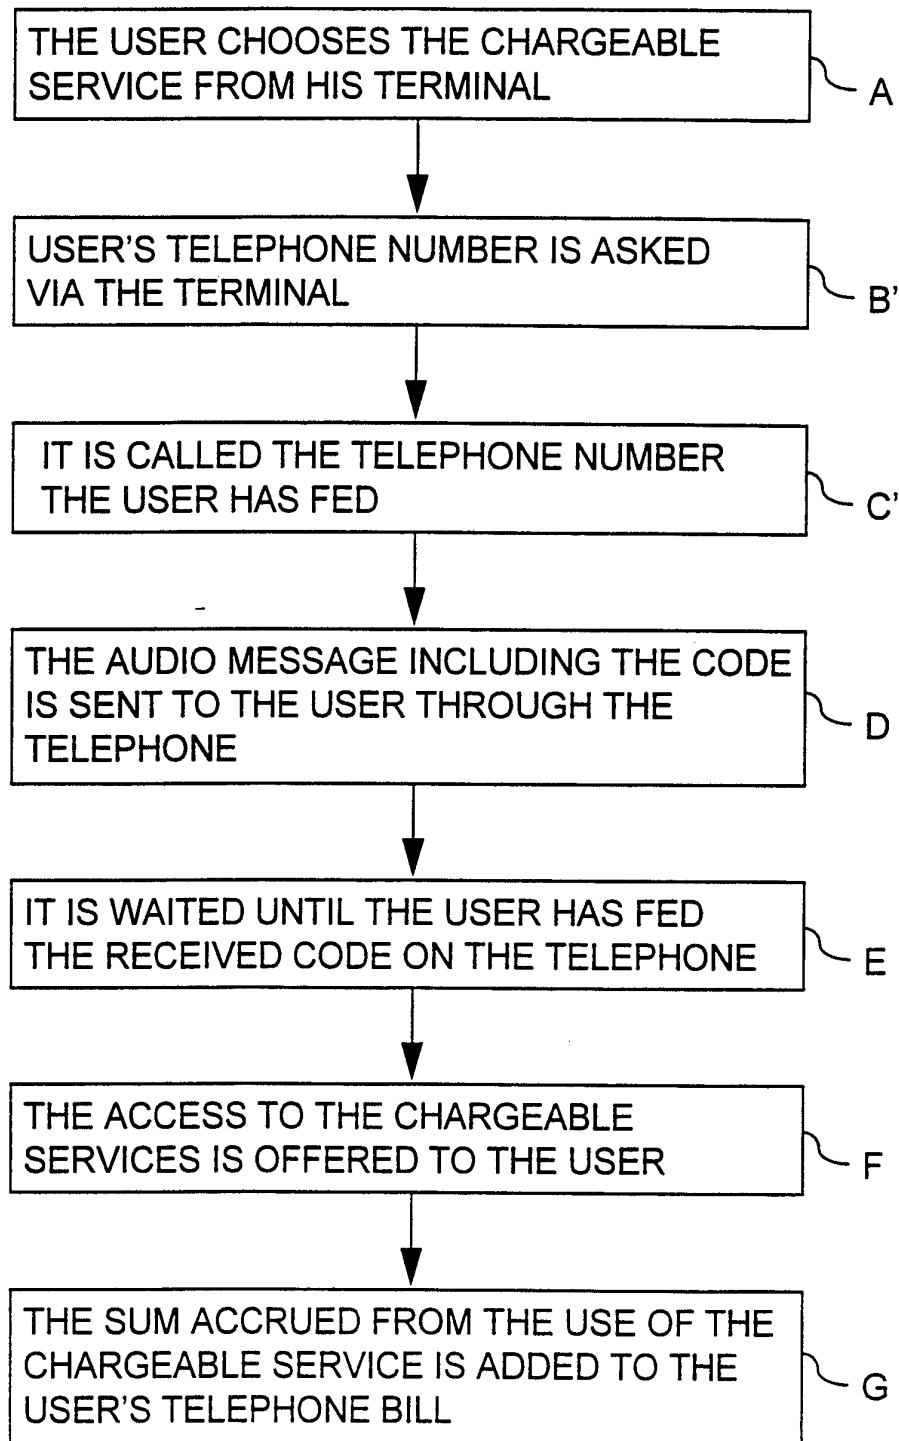 THE USER CHOOSES THE CHARGEABLE
SERVICE FROM HIS TERMINAL
A
USER'S TELEPHONE NUMBER IS ASKED
VIA THE TERMINAL
B'
IT IS CALLED THE TELEPHONE NUMBER
THE USER HAS FED
C'
THE AUDIO MESSAGE INCLUDING THE CODE
IS SENT TO THE USER THROUGH THE
TELEPHONE
D
IT IS WAITED UNTIL THE USER HAS FED
THE RECEIVED CODE ON THE TELEPHONE
E
THE ACCESS TO THE CHARGEABLE
SERVICES IS OFFERED TO THE USER
F
THE SUM ACCRUED FROM THE USE OF THE
CHARGEABLE SERVICE IS ADDED TO THE
USER'S TELEPHONE BILL
G